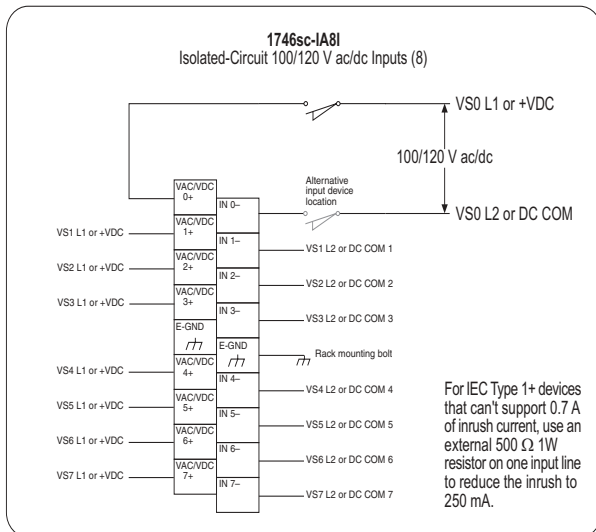 1746sc-IA8I
Isolated-Circuit 100/120 V ac/dc Inputs (8)
VS0 L1 or +VDC
100/120 V ac/dc
Alternative
input device
location
VS0 L2 or DC COM
VAC/VDC
0+
IN 0–
VS1 L1 or +VDC
VAC/VDC
1+
IN 1–
VS1 L2 or DC COM 1
VS2 L1 or +VDC
VAC/VDC
2+
IN 2–
VS2 L2 or DC COM 2
VS3 L1 or +VDC
VAC/VDC
3+
IN 3–
VS3 L2 or DC COM 3
E-GND
E-GND
Rack mounting bolt
VS4 L1 or +VDC
VAC/VDC
4+
IN 4–
VS4 L2 or DC COM 4
VS5 L1 or +VDC
VAC/VDC
5+
IN 5–
VS5 L2 or DC COM 5
VS6 L1 or +VDC
VAC/VDC
6+
IN 6–
VS6 L2 or DC COM 6
VS7 L1 or +VDC
VAC/VDC
7+
IN 7–
VS7 L2 or DC COM 7
For IEC Type 1+ devices
that can't support 0.7 A
of inrush current, use an
external 500 Ω 1W
resistor on one input line
to reduce the inrush to
250 mA.